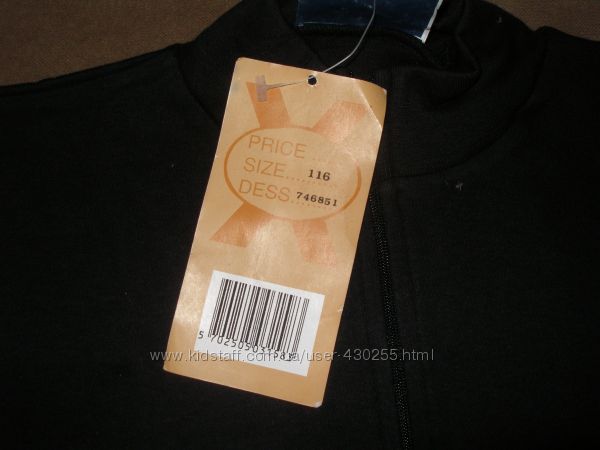 PRICE....
SIZE....... 116
DESS. 746851
www.kidstaff.com.ua/user-430255.html